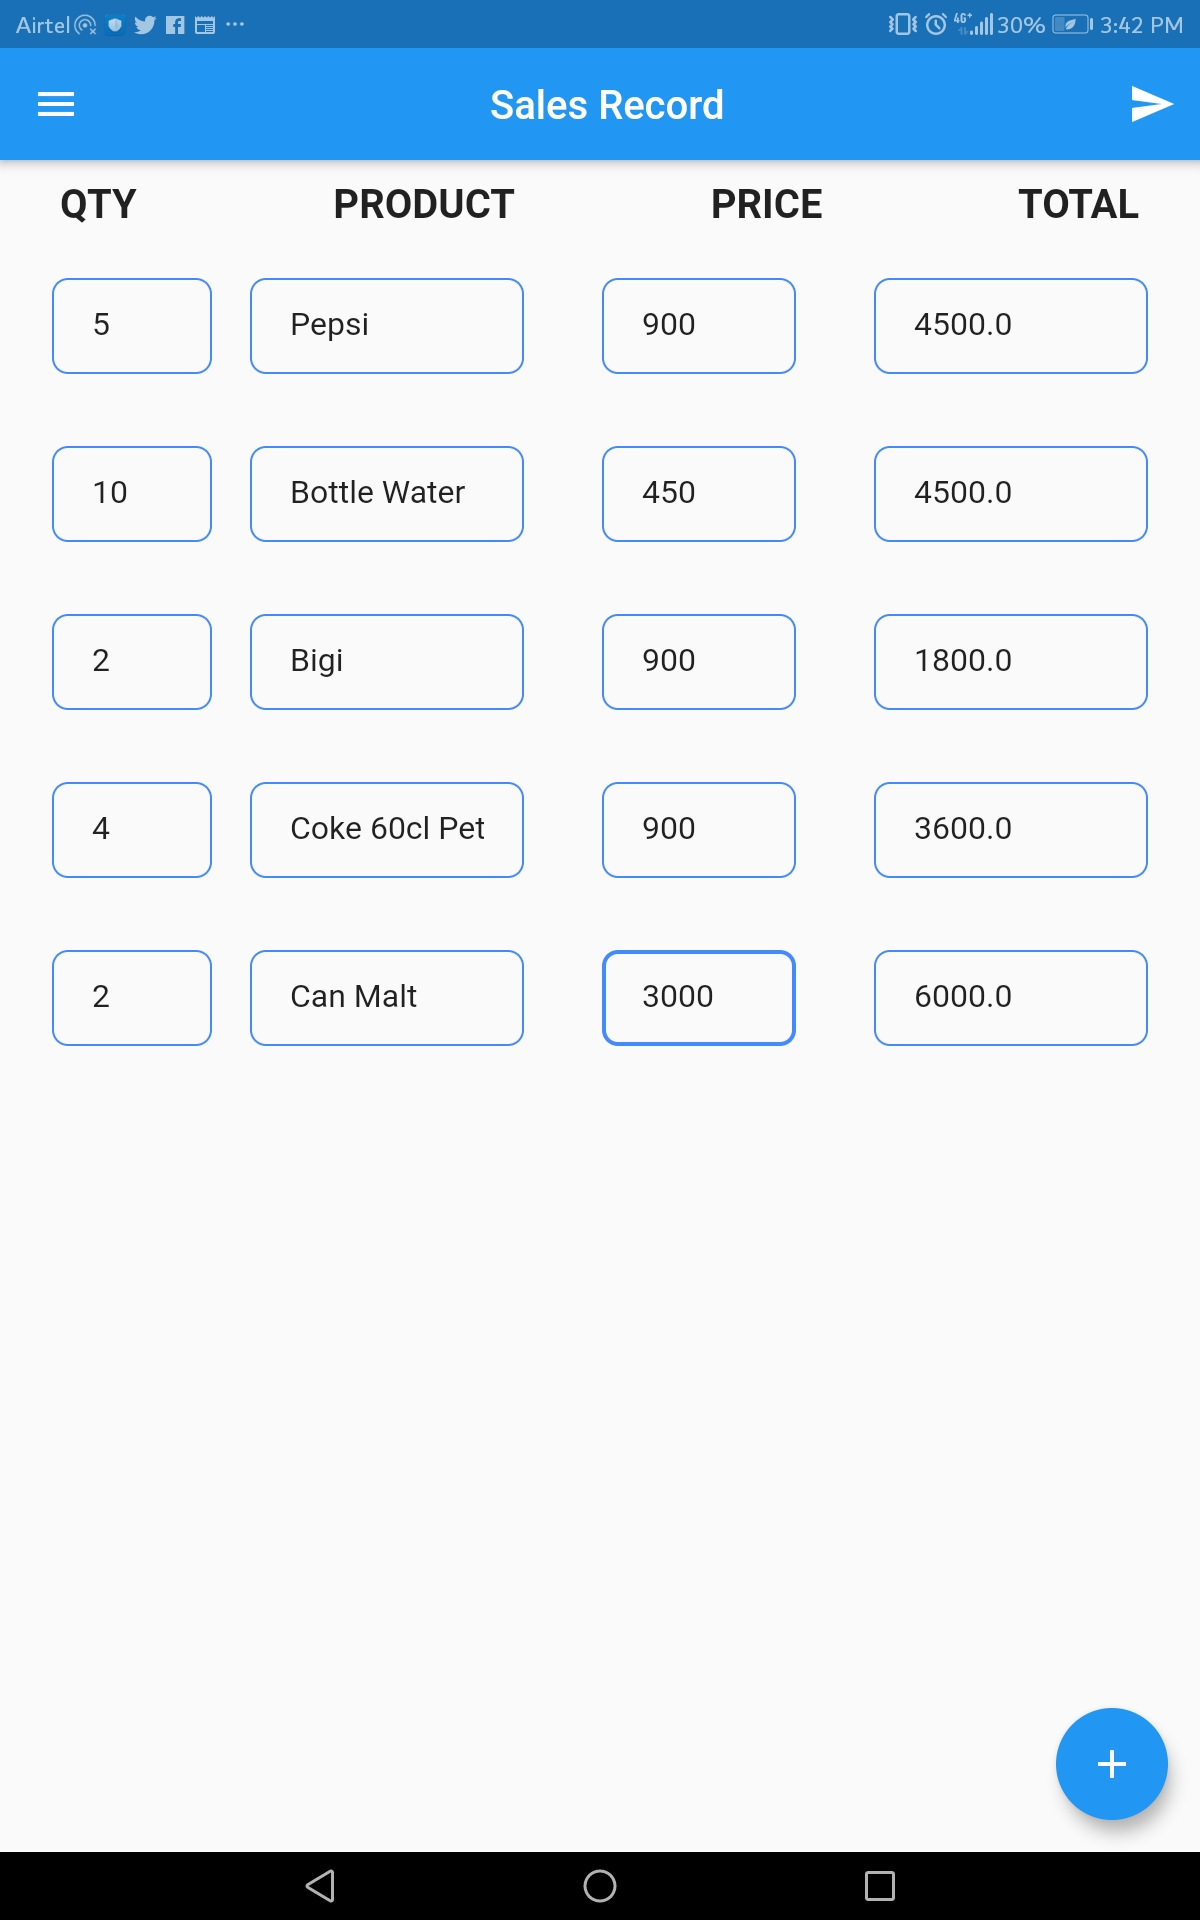 Airtel 4G+ 30% 3:42 PM
Sales Record
QTY PRODUCT PRICE TOTAL
5 Pepsi 900 4500.0
10 Bottle Water 450 4500.0
2 Bigi 900 1800.0
4 Coke 60cl Pet 900 3600.0
2 Can Malt 3000 6000.0